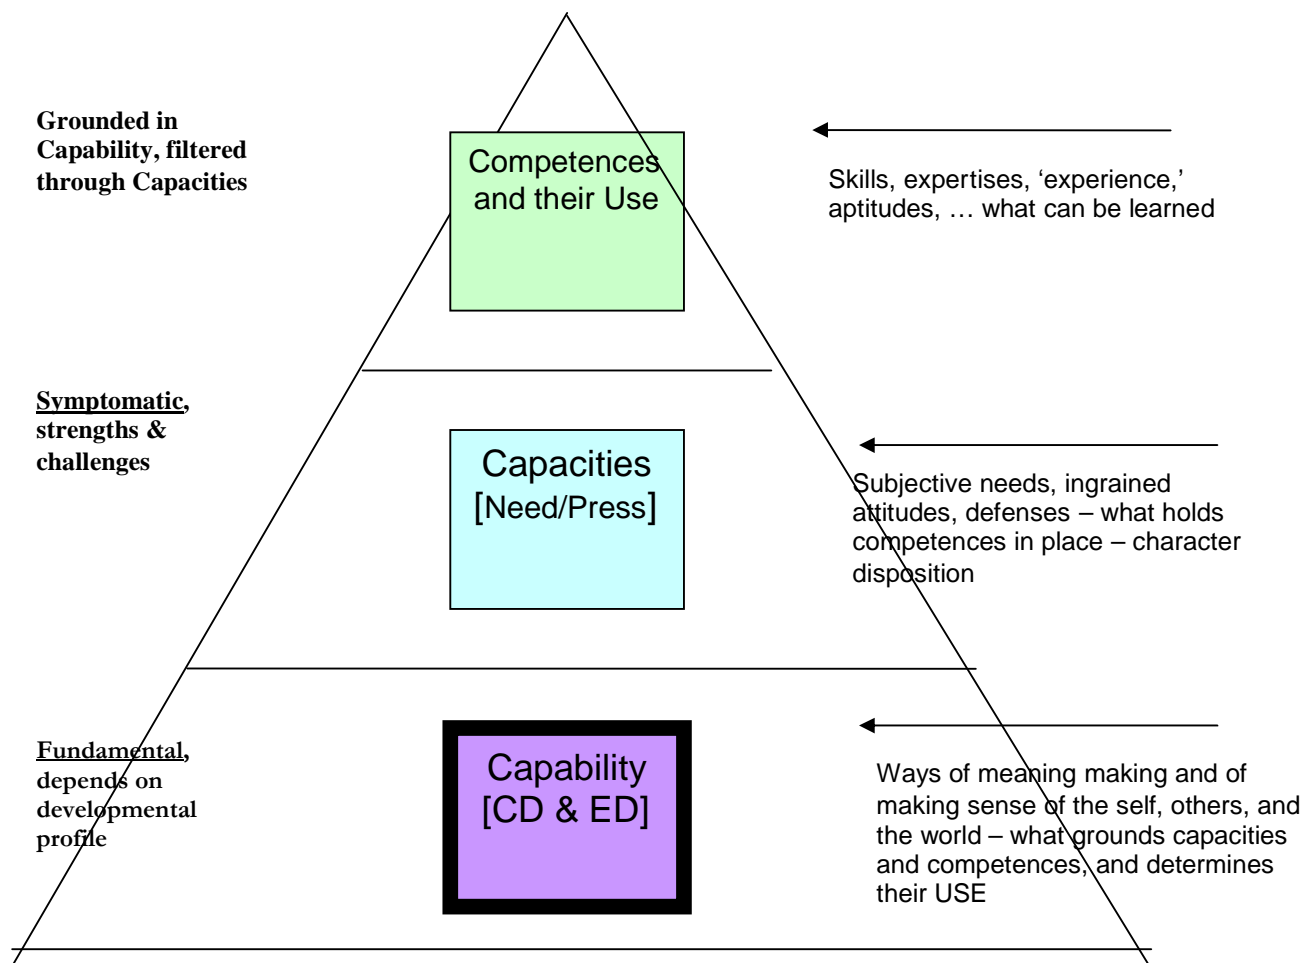 Grounded in
Capability, filtered
through Capacities
Competences
and their Use
Skills, expertises, ‘experience,’
aptitudes, … what can be learned
Symptomatic,
strengths &
challenges
Capacities
[Need/Press]
Subjective needs, ingrained
attitudes, defenses – what holds
competences in place – character
disposition
Fundamental,
depends on
developmental
profile
Capability
[CD & ED]
Ways of meaning making and of
making sense of the self, others, and
the world – what grounds capacities
and competences, and determines
their USE